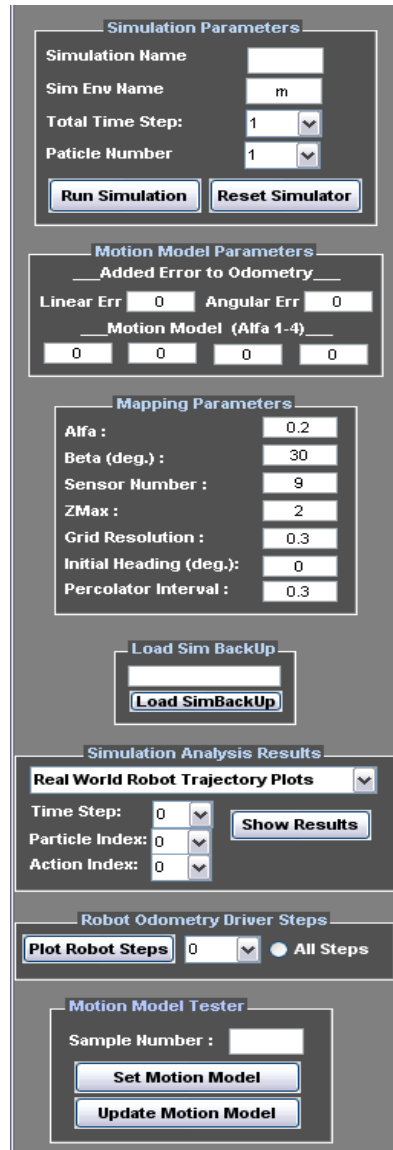 Simulation Parameters
Simulation Name
Sim Env Name m
Total Time Step: 1
Paticle Number 1
Run Simulation Reset Simulator
Motion Model Parameters
___Added Error to Odometry___
Linear Err 0 Angular Err 0
___Motion Model (Alfa 1-4)___
0 0 0 0
Mapping Parameters
Alfa : 0.2
Beta (deg.) : 30
Sensor Number : 9
ZMax : 2
Grid Resolution : 0.3
Initial Heading (deg.): 0
Percolator Interval : 0.3
Load Sim BackUp
Load SimBackUp
Simulation Analysis Results
Real World Robot Trajectory Plots
Time Step: 0
Show Results
Particle Index: 0
Action Index: 0
Robot Odometry Driver Steps
Plot Robot Steps 0 All Steps
Motion Model Tester
Sample Number :
Set Motion Model
Update Motion Model